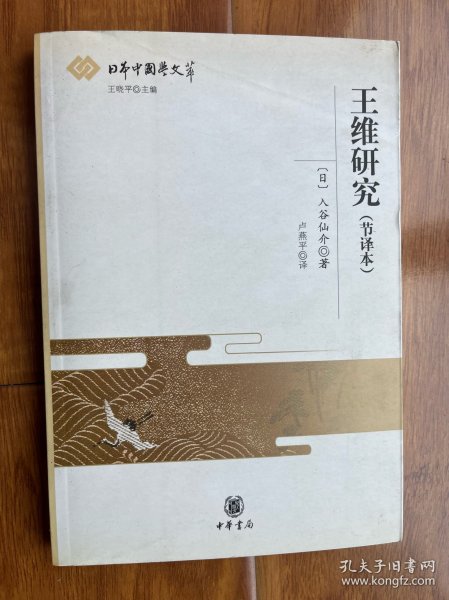 日本中國學文萃
王晓平◎主编
王维研究(节译本)
〔日〕入谷仙介◎著
卢燕平◎译
中華書局
孔夫子旧书网
www.kongfz.com